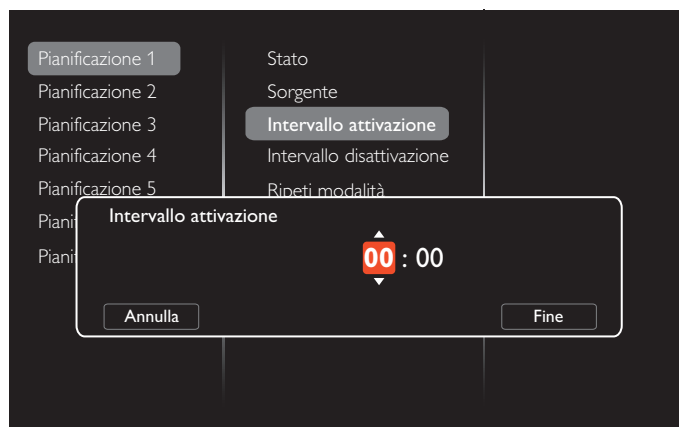 Pianificazione 1
Pianificazione 2
Pianificazione 3
Pianificazione 4
Pianificazione 5
Stato
Sorgente
Intervallo attivazione
Intervallo disattivazione
Ripeti modalità
Intervallo attivazione
00 : 00
Annulla
Fine